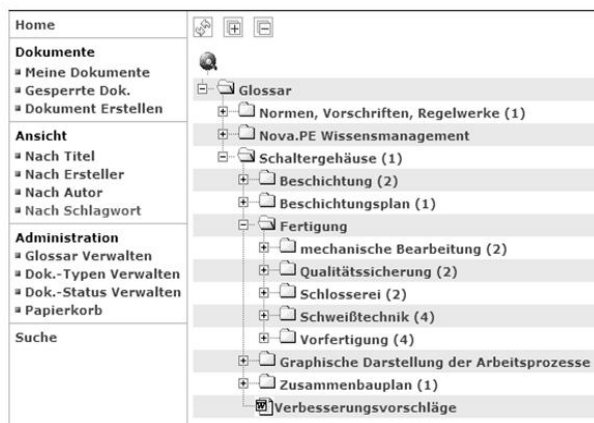 Home
Dokumente
Meine Dokumente
Gesperrte Dok.
Dokument Erstellen
Ansicht
Nach Titel
Nach Ersteller
Nach Autor
Nach Schlagwort
Administration
Glossar Verwalten
Dok.-Typen Verwalten
Dok.-Status Verwalten
Papierkorb
Suche
Glossar
Normen, Vorschriften, Regelwerke (1)
Nova.PE Wissensmanagement
Schaltergehäuse (1)
Beschichtung (2)
Beschichtungsplan (1)
Fertigung
mechanische Bearbeitung (2)
Qualitätssicherung (2)
Schlosserei (2)
Schweißtechnik (4)
Vorfertigung (4)
Graphische Darstellung der Arbeitsprozesse
Zusammenbauplan (1)
Verbesserungsvorschläge